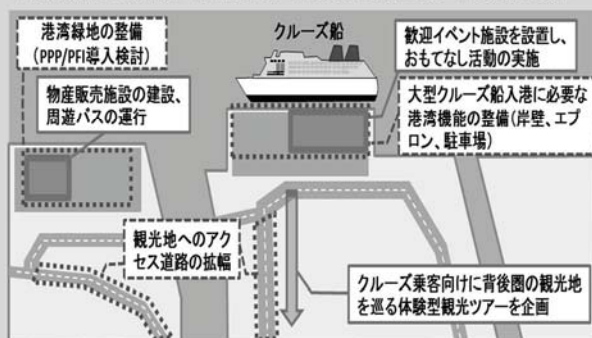 港湾緑地の整備
(PPP/PFI導入検討)
クルーズ船
歓迎イベント施設を設置し、
おもてなし活動の実施
物産販売施設の建設、
周遊バスの運行
大型クルーズ船入港に必要な
港湾機能の整備(岸壁、エプ
ロン、駐車場)
観光地へのアク
セス道路の拡幅
クルーズ乗客向けに背後圏の観光地
を巡る体験型観光ツアーを企画